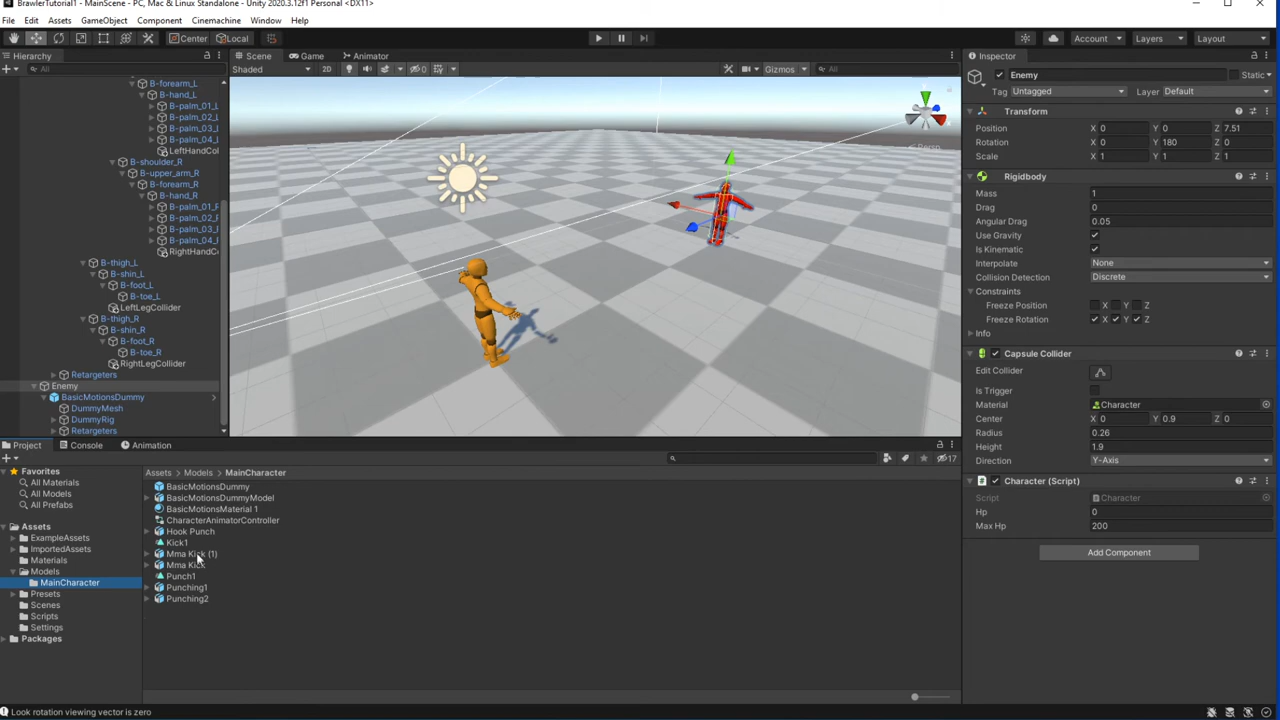 BrawlerTutorial1 - MainScene - PC, Mac & Linux Standalone - Unity 2020.3.12f1 Personal <DX11>
File Edit Assets GameObject Component Cinemachine Window Help
Center Local Account Layers Layout
Hierarchy
All
B-forearm_L
B-hand_L
B-palm_01_L
B-palm_02_L
B-palm_03_L
B-palm_04_L
LeftHandCol
B-shoulder_R
B-upper_arm_R
B-forearm_R
B-hand_R
B-palm_01_R
B-palm_02_R
B-palm_03_R
B-palm_04_R
RightHandC
B-thigh_L
B-shin_L
B-foot_L
B-toe_L
LeftLegCollider
B-thigh_R
B-shin_R
B-foot_R
B-toe_R
RightLegCollider
Retargeters
Enemy
BasicMotionsDummy
DummyMesh
DummyRig
Retargeters
Scene Game Animator
Shaded 2D 0 Gizmos All
Persp
Inspector
Enemy Static
Tag Untagged Layer Default
Transform
Position X 0 Y 0 Z 7.51
Rotation X 0 Y 180 Z 0
Scale X 1 Y 1 Z 1
Rigidbody
Mass 1
Drag 0
Angular Drag 0.05
Use Gravity
Is Kinematic
Interpolate None
Collision Detection Discrete
Constraints
Freeze Position X Y Z
Freeze Rotation X Y Z
Info
Capsule Collider
Edit Collider
Is Trigger
Material Character
Center X 0 Y 0.9 Z 0
Radius 0.26
Height 1.9
Direction Y-Axis
Character (Script)
Script Character
Hp 0
Max Hp 200
Add Component
Project Console Animation
17
Favorites
All Materials
All Models
All Prefabs
Assets
ExampleAssets
ImportedAssets
Materials
Models
MainCharacter
Presets
Scenes
Scripts
Settings
Packages
Assets Models MainCharacter
BasicMotionsDummy
BasicMotionsDummyModel
BasicMotionsMaterial 1
CharacterAnimatorController
Hook Punch
Kick1
Mma Kick (1)
Mma Kick
Punch1
Punching1
Punching2
Look rotation viewing vector is zero